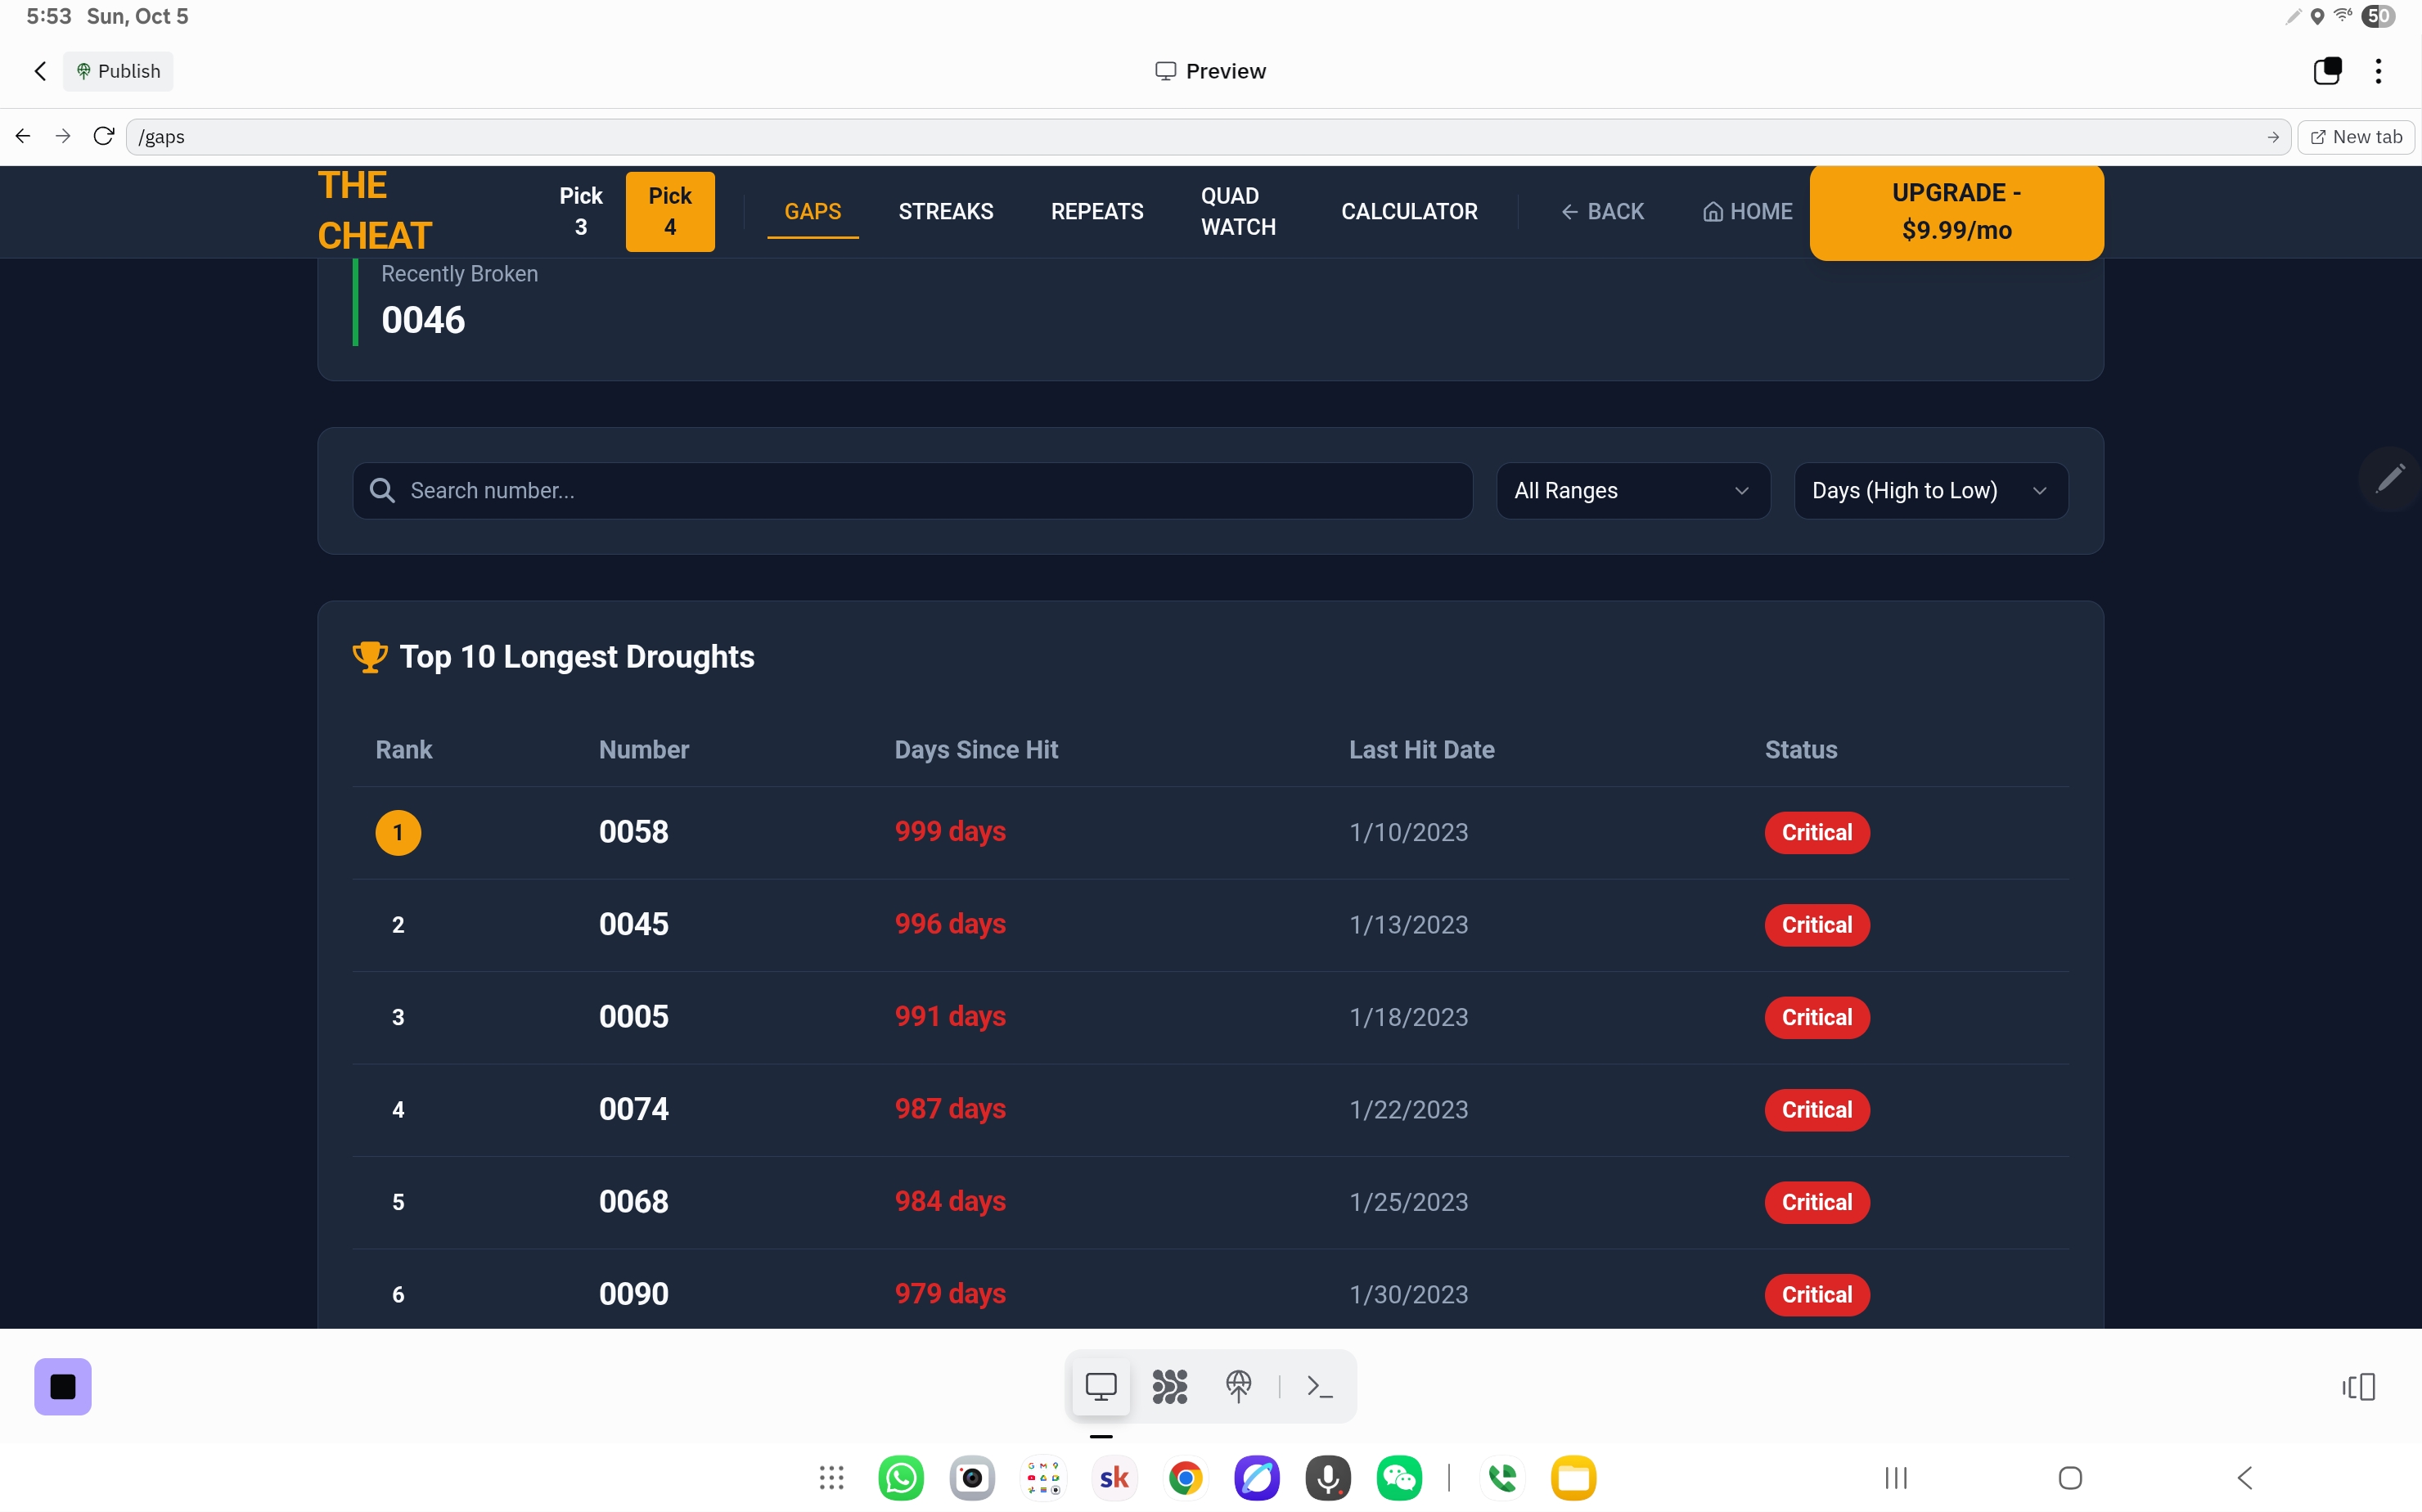 5:53 Sun, Oct 5
50
Publish
Preview
/gaps
New tab
THE
CHEAT
Pick
3
Pick
4
GAPS
STREAKS
REPEATS
QUAD
WATCH
CALCULATOR
BACK
HOME
UPGRADE -
$9.99/mo
Recently Broken
0046
Search number...
All Ranges
Days (High to Low)
Top 10 Longest Droughts
Rank Number Days Since Hit Last Hit Date Status
1 0058 999 days 1/10/2023 Critical
2 0045 996 days 1/13/2023 Critical
3 0005 991 days 1/18/2023 Critical
4 0074 987 days 1/22/2023 Critical
5 0068 984 days 1/25/2023 Critical
6 0090 979 days 1/30/2023 Critical
sk